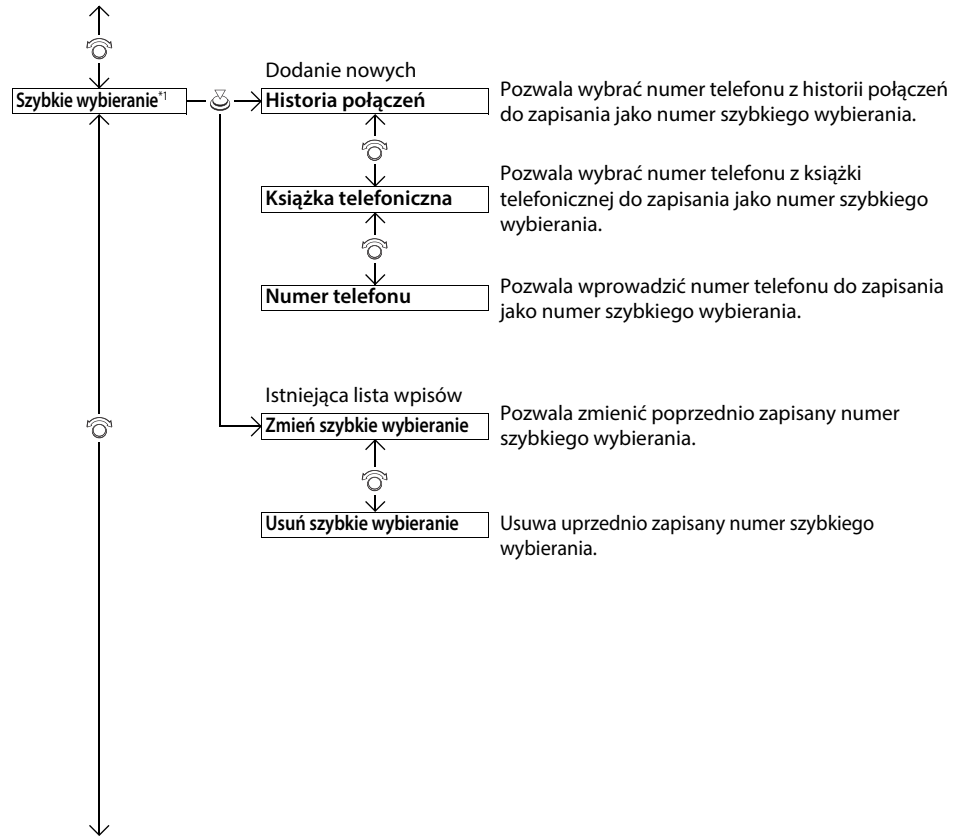 Szybkie wybieranie*1
Dodanie nowych
Historia połączeń
Pozwala wybrać numer telefonu z historii połączeń
do zapisania jako numer szybkiego wybierania.
Książka telefoniczna
Pozwala wybrać numer telefonu z książki
telefonicznej do zapisania jako numer szybkiego
wybierania.
Numer telefonu
Pozwala wprowadzić numer telefonu do zapisania
jako numer szybkiego wybierania.
Istniejąca lista wpisów
Zmień szybkie wybieranie
Pozwala zmienić poprzednio zapisany numer
szybkiego wybierania.
Usuń szybkie wybieranie
Usuwa uprzednio zapisany numer szybkiego
wybierania.